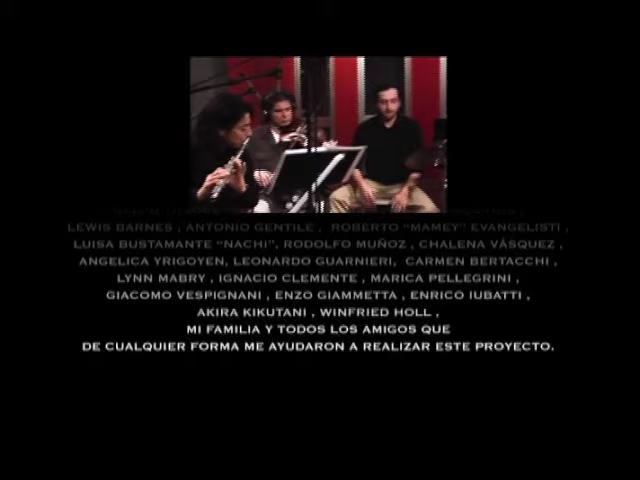 LEWIS BARNES , ANTONIO GENTILE , ROBERTO “MAMEY” EVANGELISTI ,
LUISA BUSTAMANTE “NACHI”, RODOLFO MUÑOZ , CHALENA VÁSQUEZ ,
ANGELICA YRIGOYEN, LEONARDO GUARNIERI, CARMEN BERTACCHI ,
LYNN MABRY , IGNACIO CLEMENTE , MARICA PELLEGRINI ,
GIACOMO VESPIGNANI , ENZO GIAMMETTA , ENRICO IUBATTI ,
AKIRA KIKUTANI , WINFRIED HOLL ,
MI FAMILIA Y TODOS LOS AMIGOS QUE
DE CUALQUIER FORMA ME AYUDARON A REALIZAR ESTE PROYECTO.